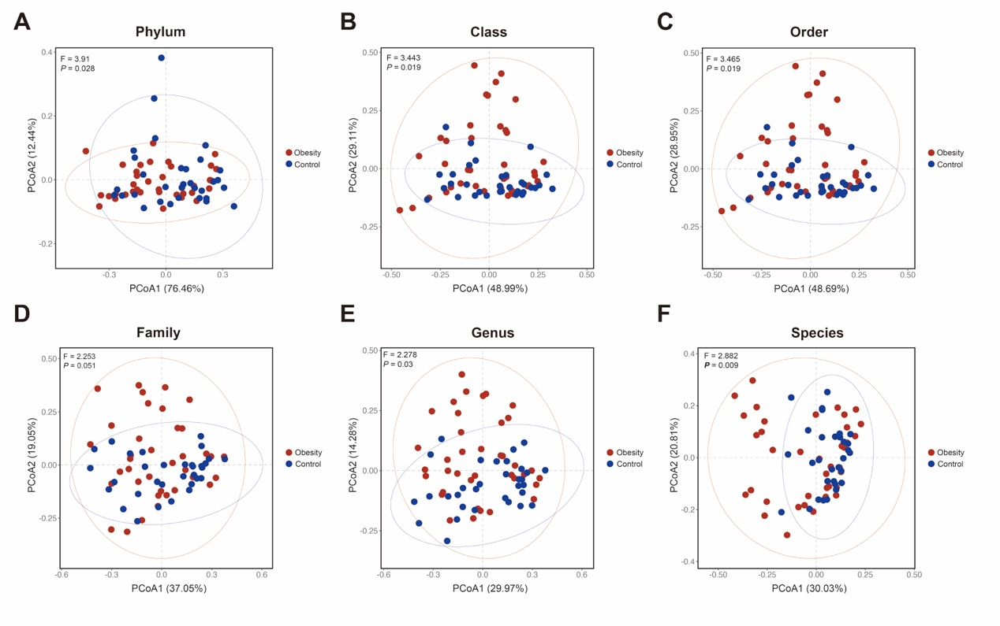 A
Phylum
F = 3.91
P = 0.028
0.4
0.2
0.0
-0.2
PCoA2 (12.44%)
-0.3
0.0
0.3
PCoA1 (76.46%)
Obesity
Control
B
Class
F = 3.443
P = 0.019
0.50
0.25
0.00
-0.25
PCoA2 (29.11%)
-0.50
-0.25
0.00
0.25
0.50
PCoA1 (48.99%)
Obesity
Control
C
Order
F = 3.465
P = 0.019
0.50
0.25
0.00
-0.25
PCoA2 (28.95%)
-0.50
-0.25
0.00
0.25
0.50
PCoA1 (48.69%)
Obesity
Control
D
Family
F = 2.253
P = 0.051
0.50
0.25
0.00
-0.25
PCoA2 (19.05%)
-0.6
-0.3
0.0
0.3
0.6
PCoA1 (37.05%)
Obesity
Control
E
Genus
F = 2.278
P = 0.03
0.50
0.25
0.00
-0.25
PCoA2 (14.28%)
-0.6
-0.3
0.0
0.3
0.6
PCoA1 (29.97%)
Obesity
Control
F
Species
F = 2.882
P = 0.009
0.4
0.2
0.0
-0.2
-0.4
PCoA2 (20.81%)
-0.50
-0.25
0.00
0.25
0.50
PCoA1 (30.03%)
Obesity
Control